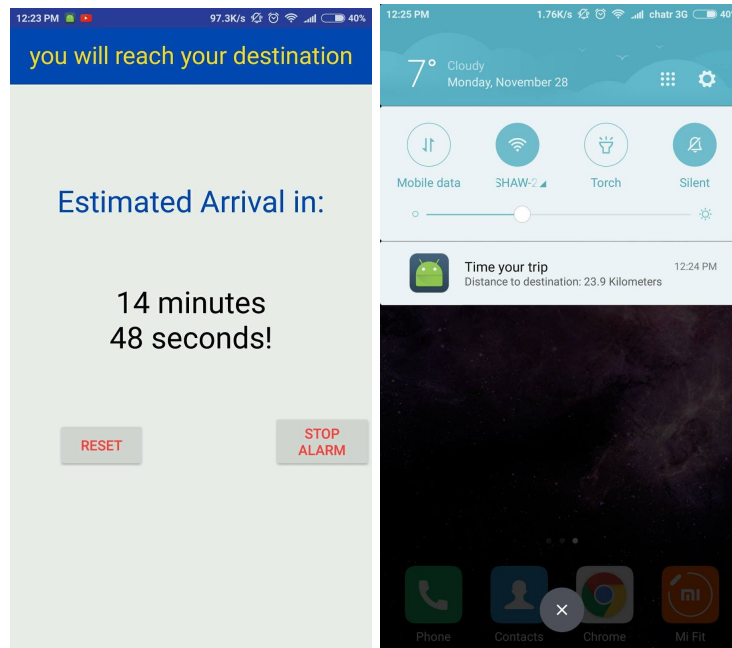 12:23 PM 97.3K/s 40%
you will reach your destination
Estimated Arrival in:
14 minutes
48 seconds!
RESET
STOP
ALARM
12:25 PM 1.76K/s chatr 3G 40%
7° Cloudy
Monday, November 28
Mobile data SHAW-2 Torch Silent
Time your trip 12:24 PM
Distance to destination: 23.9 Kilometers
Phone Contacts Chrome Mi Fit